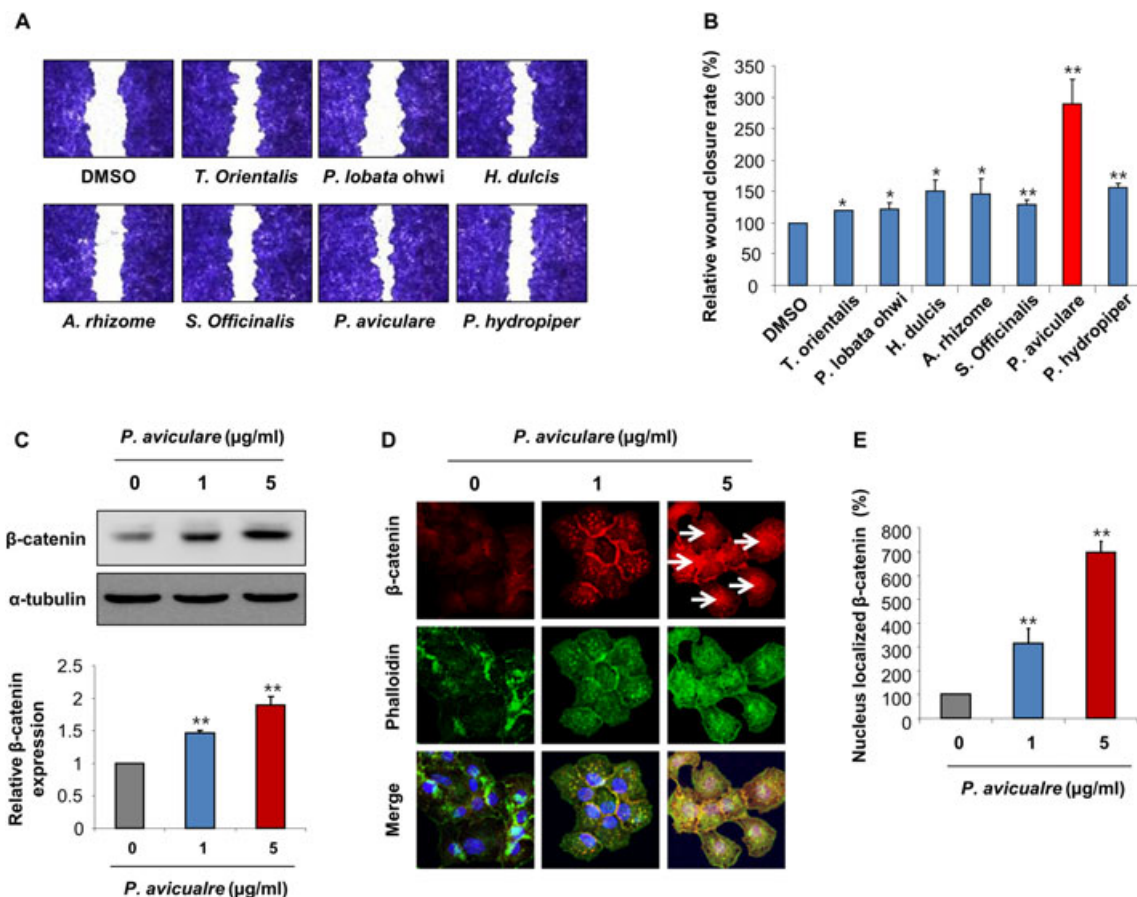 A
DMSO
T. Orientalis
P. lobata ohwi
H. dulcis
A. rhizome
S. Officinalis
P. aviculare
P. hydropiper
B
Relative wound closure rate (%)
350
300
250
200
150
100
50
0
*
*
*
*
**
**
**
DMSO
T. orientalis
P. lobata ohwi
H. dulcis
A. rhizome
S. Officinalis
P. aviculare
P. hydropiper
C
P. aviculare (µg/ml)
0 1 5
β-catenin
α-tubulin
Relative β-catenin
expression
2.5
2
1.5
1
0.5
0
**
**
0 1 5
P. avicualre (µg/ml)
D
P. aviculare (µg/ml)
0 1 5
β-catenin
Phalloidin
Merge
E
Nucleus localized β-catenin (%)
800
700
600
500
400
300
200
100
0
**
**
0 1 5
P. avicualre (µg/ml)